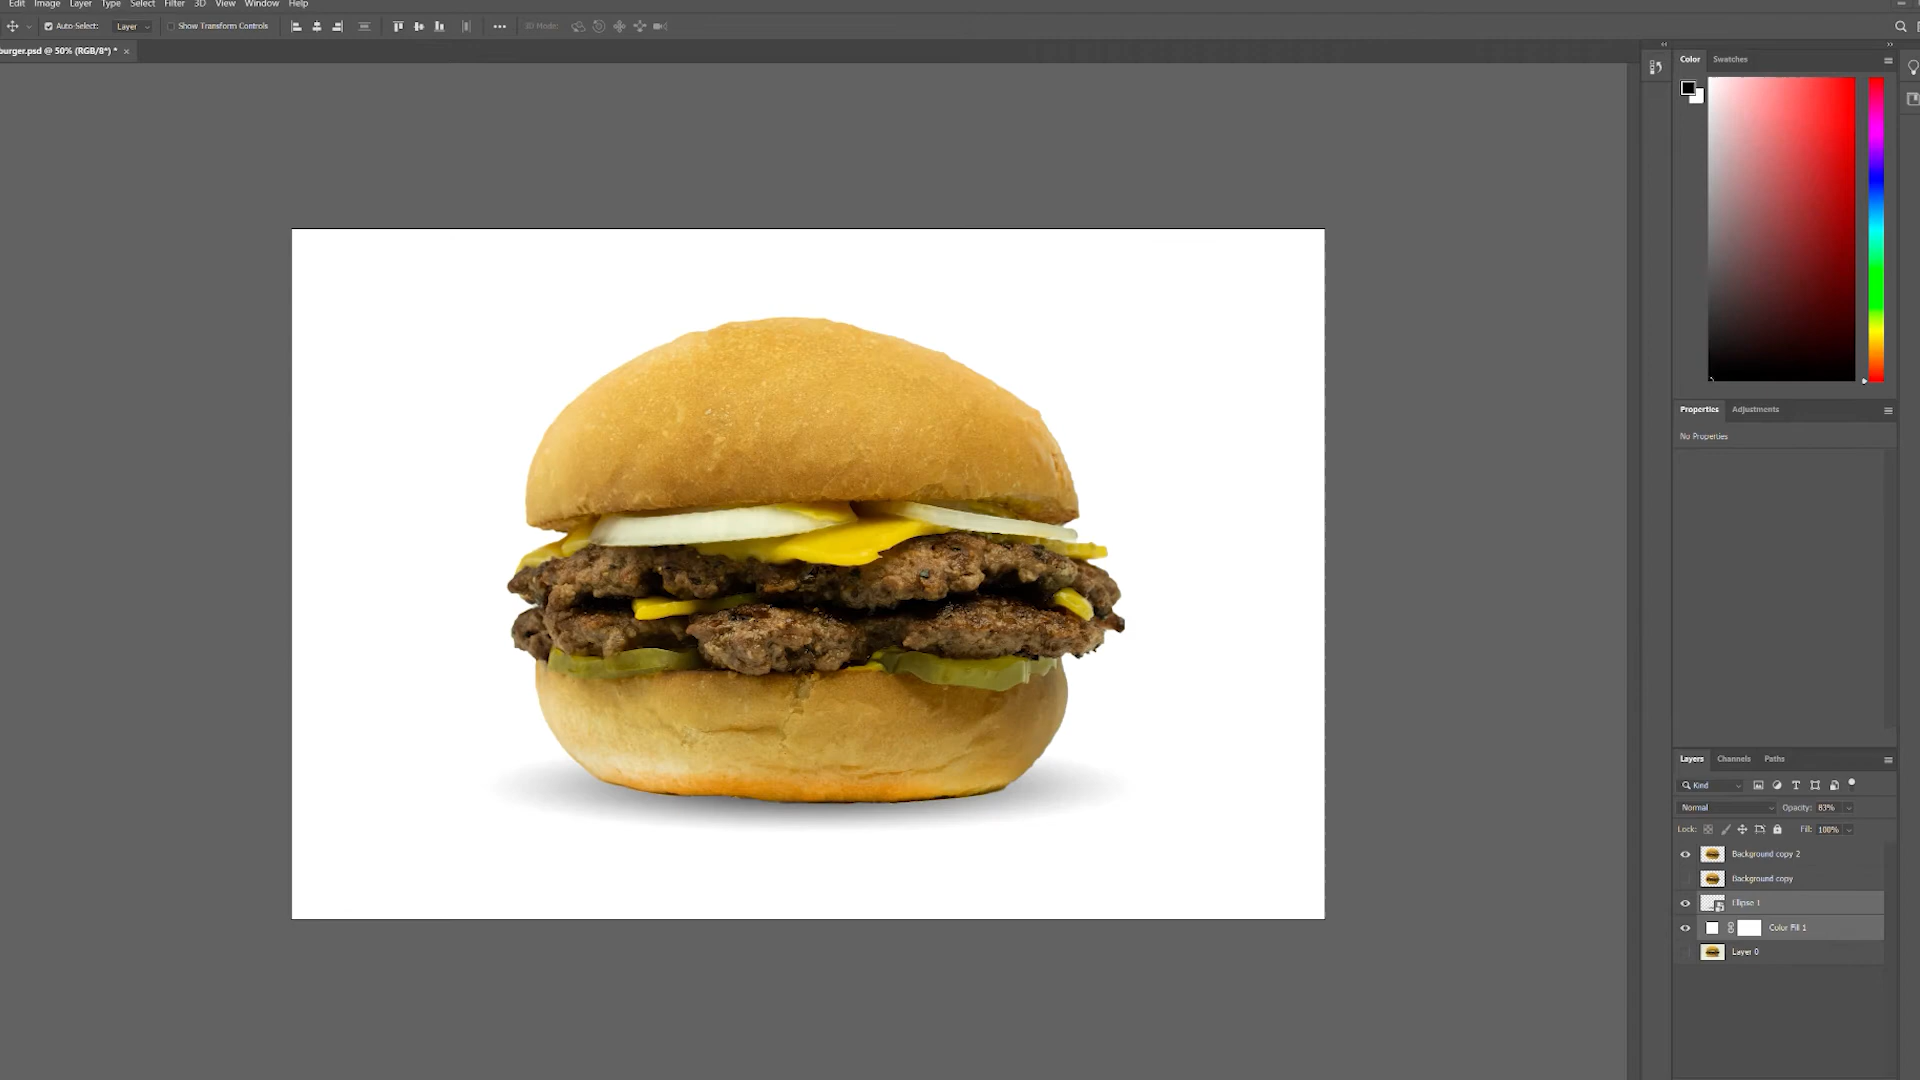 Edit Image Layer Type Select Filter 3D View Window Help
Auto-Select: Layer Show Transform Controls 3D Mode:
burger.psd @ 50% (RGB/8*) * ×
Color Swatches
Properties Adjustments
No Properties
Layers Channels Paths
Kind
Normal Opacity: 83%
Lock: Fill: 100%
Background copy 2
Background copy
Ellipse 1
Color Fill 1
Layer 0